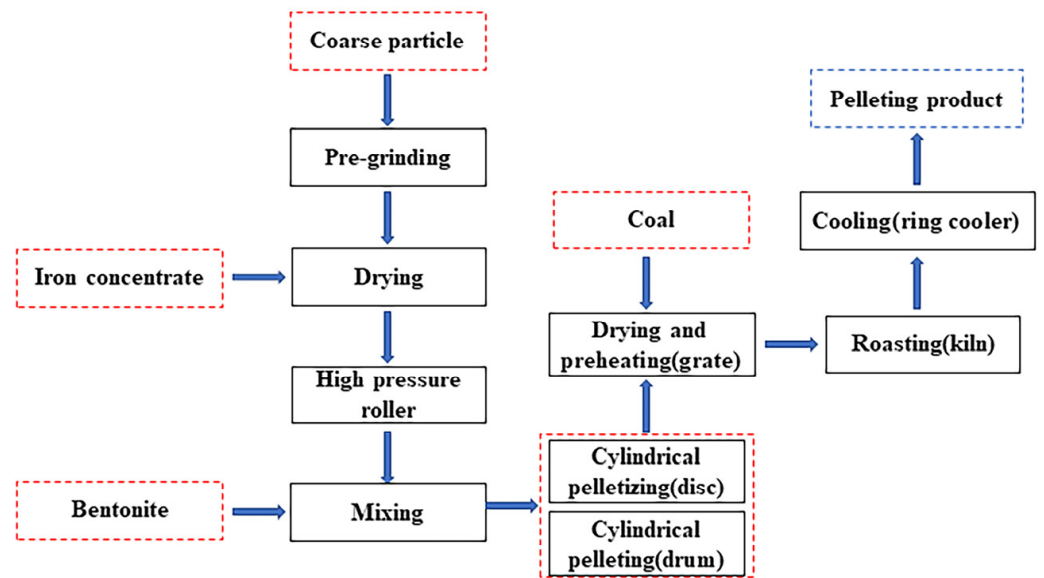 Coarse particle
Pre-grinding
Iron concentrate
Drying
High pressure
roller
Bentonite
Mixing
Cylindrical
pelletizing(disc)
Cylindrical
pelleting(drum)
Coal
Drying and
preheating(grate)
Roasting(kiln)
Cooling(ring cooler)
Pelleting product